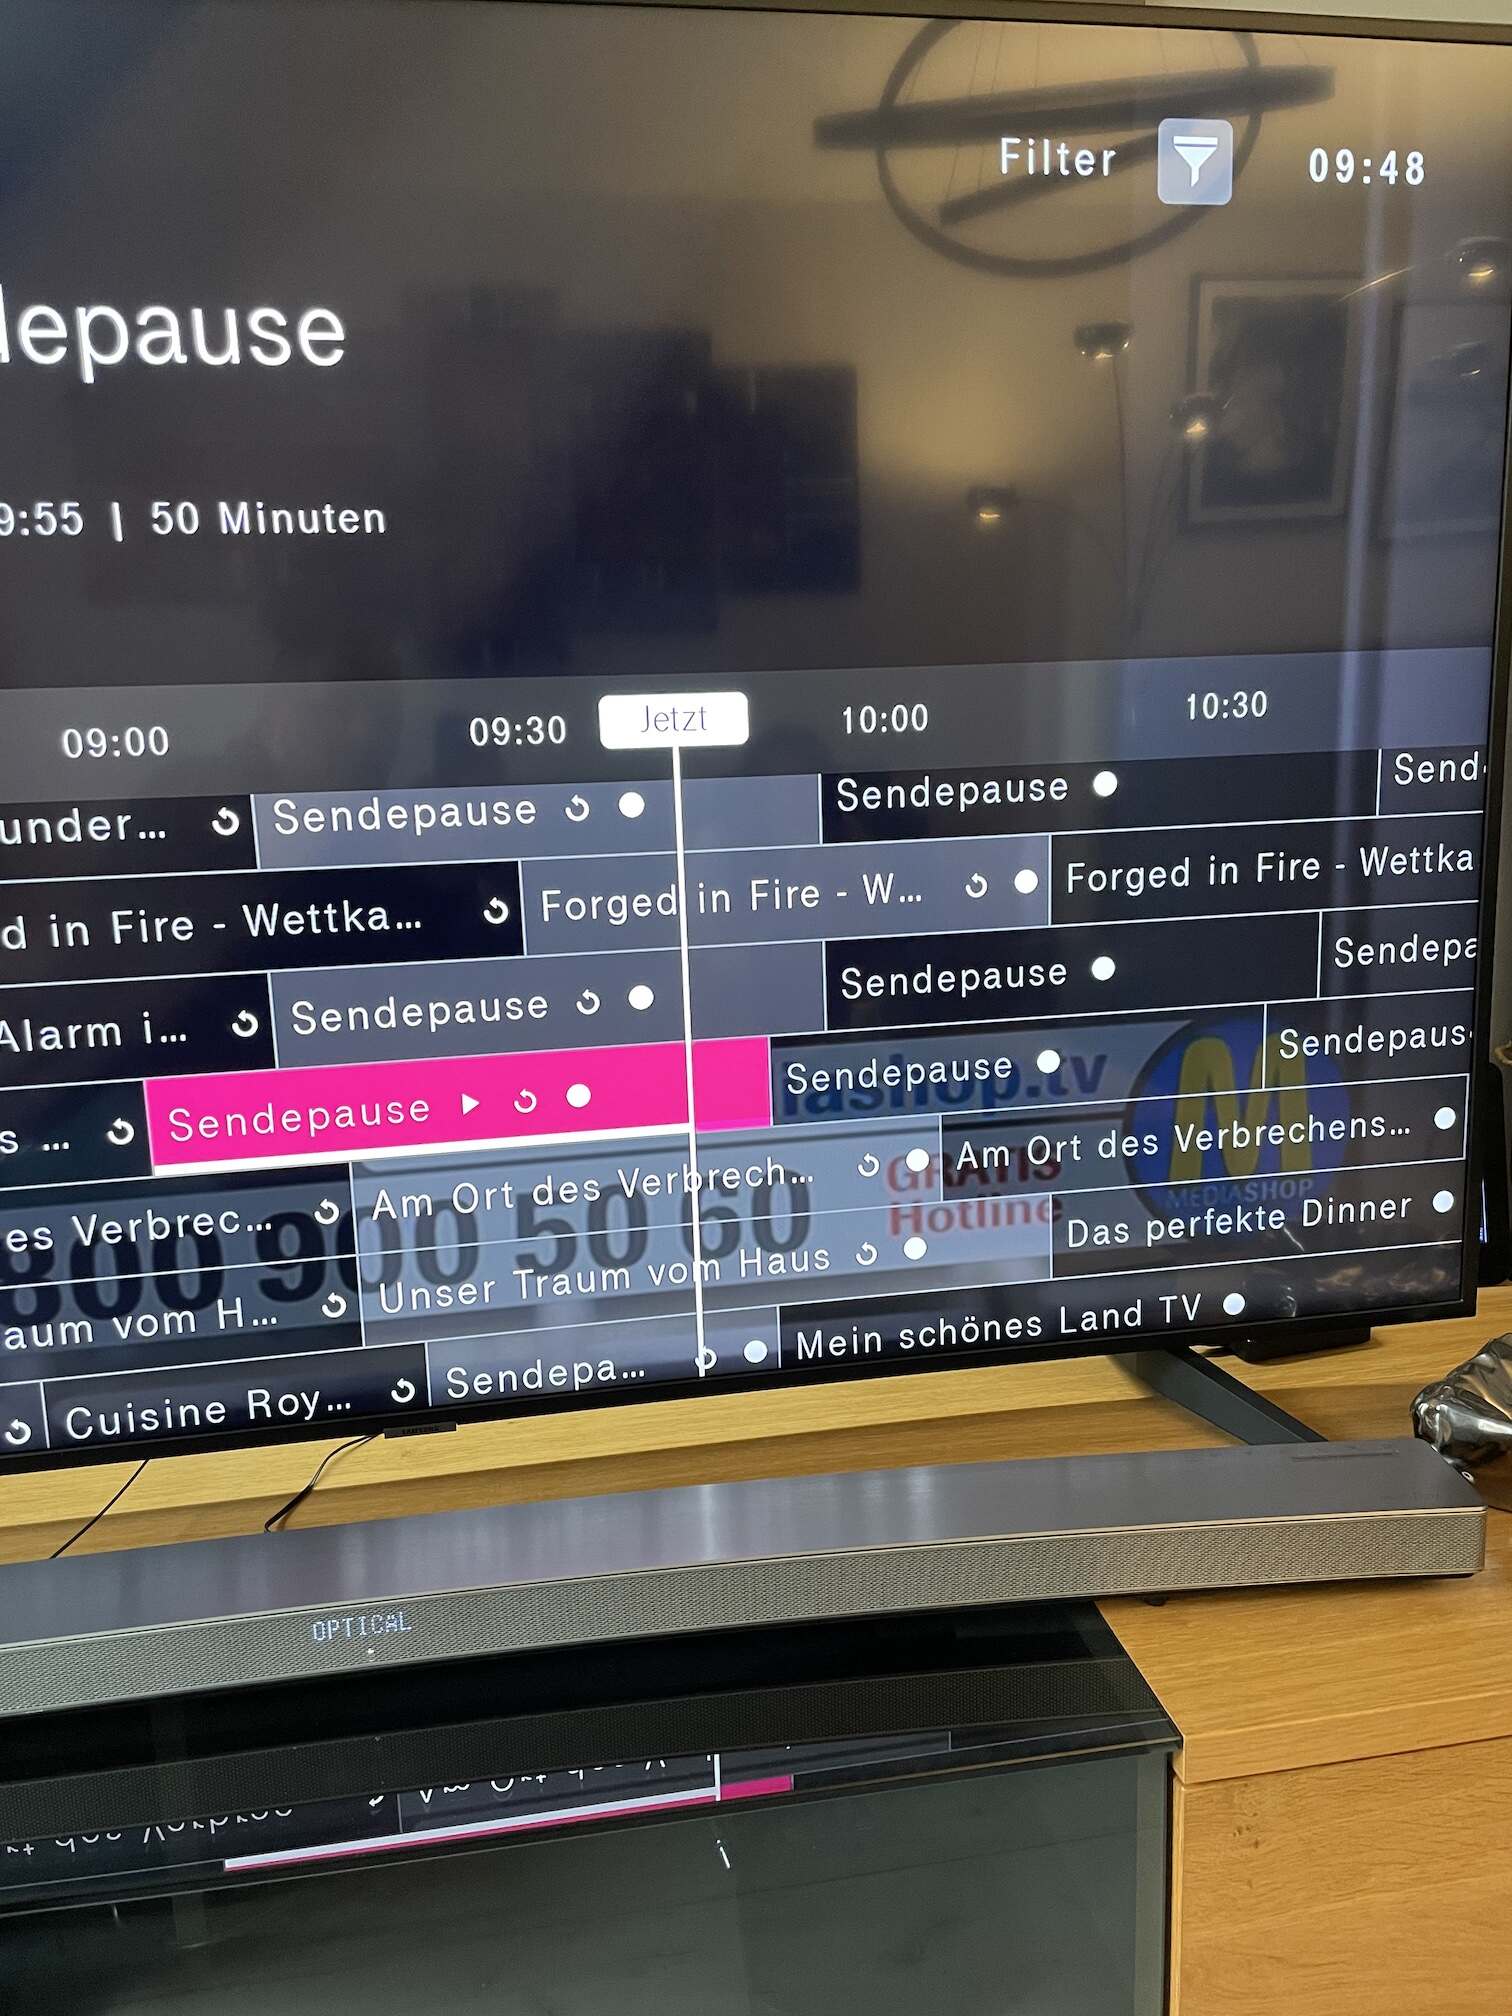 Filter 09:48
depause
9:55 | 50 Minuten
09:00 09:30 Jetzt 10:00 10:30
under... Sendepause Sendepause Send
d in Fire - Wettka... Forged in Fire - W... Forged in Fire - Wettka
Alarm i... Sendepause Sendepause Sendepa
s ... Sendepause Sendepause Sendepaus
ashop.tv
es Verbrec... Am Ort des Verbrech... Am Ort des Verbrechens...
800 900 50 60 GRATIS
Hotline
M
MEDIASHOP
aum vom H... Unser Traum vom Haus Das perfekte Dinner
Cuisine Roy... Sendepa... Mein schönes Land TV
SAMSUNG
OPTICAL